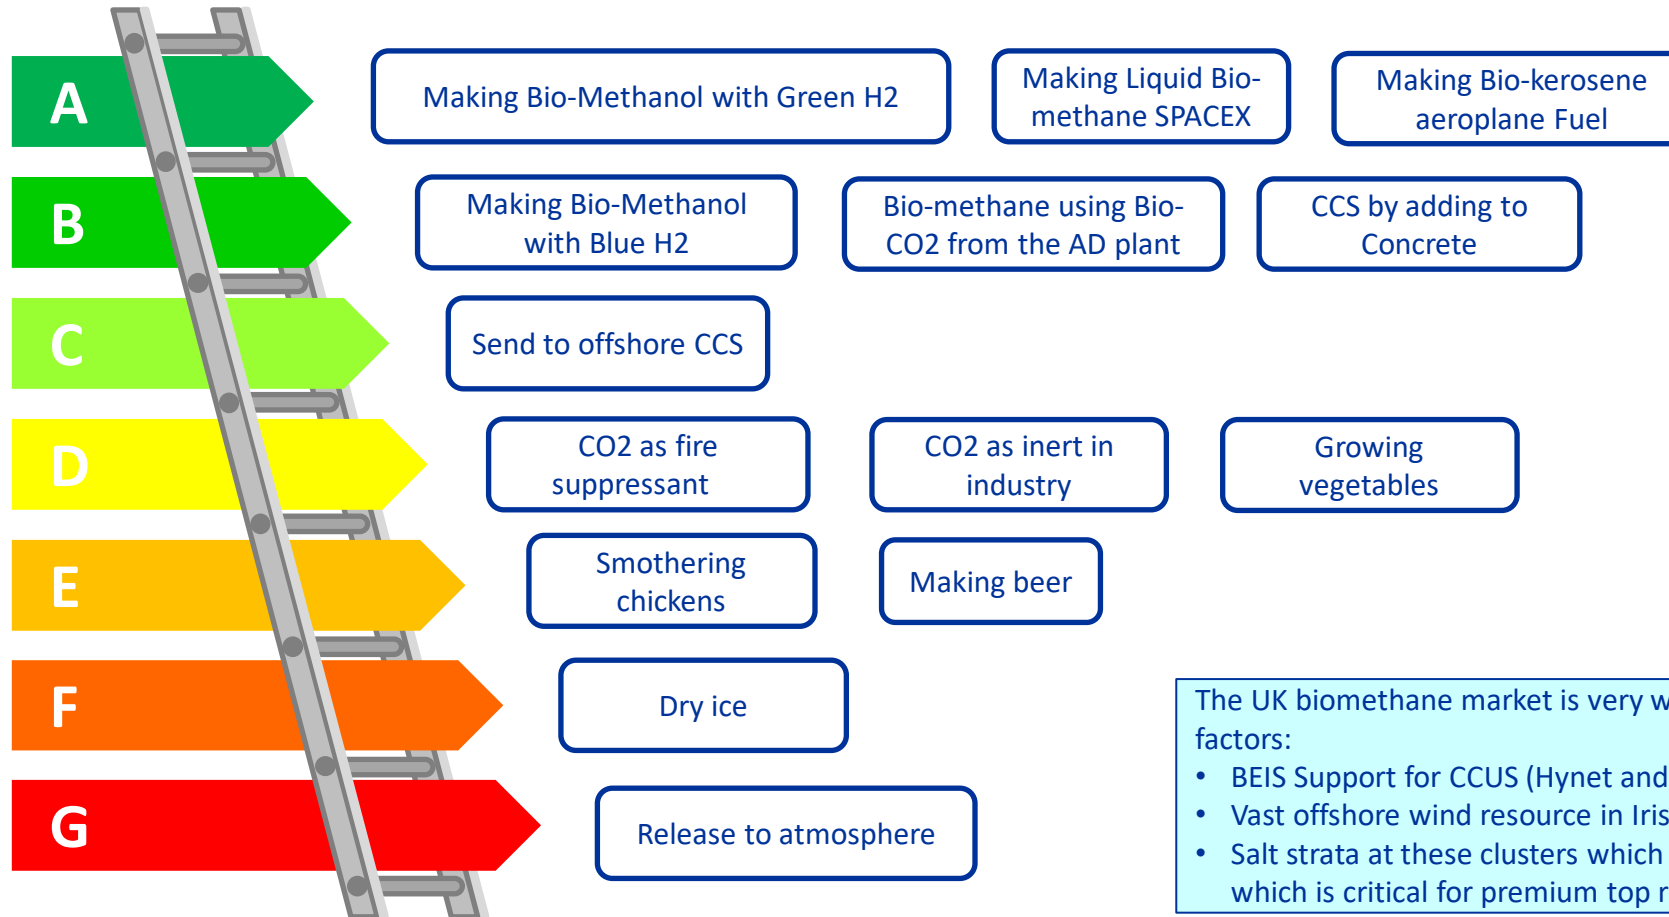 A
Making Bio-Methanol with Green H2
Making Liquid Bio-
methane SPACEX
Making Bio-kerosene
aeroplane Fuel
B
Making Bio-Methanol
with Blue H2
Bio-methane using Bio-
CO2 from the AD plant
CCS by adding to
Concrete
C
Send to offshore CCS
D
CO2 as fire
suppressant
CO2 as inert in
industry
Growing
vegetables
E
Smothering
chickens
Making beer
F
Dry ice
G
Release to atmosphere
The UK biomethane market is very
factors:
• BEIS Support for CCUS (Hynet and
• Vast offshore wind resource in
• Salt strata at these clusters which
which is critical for premium top